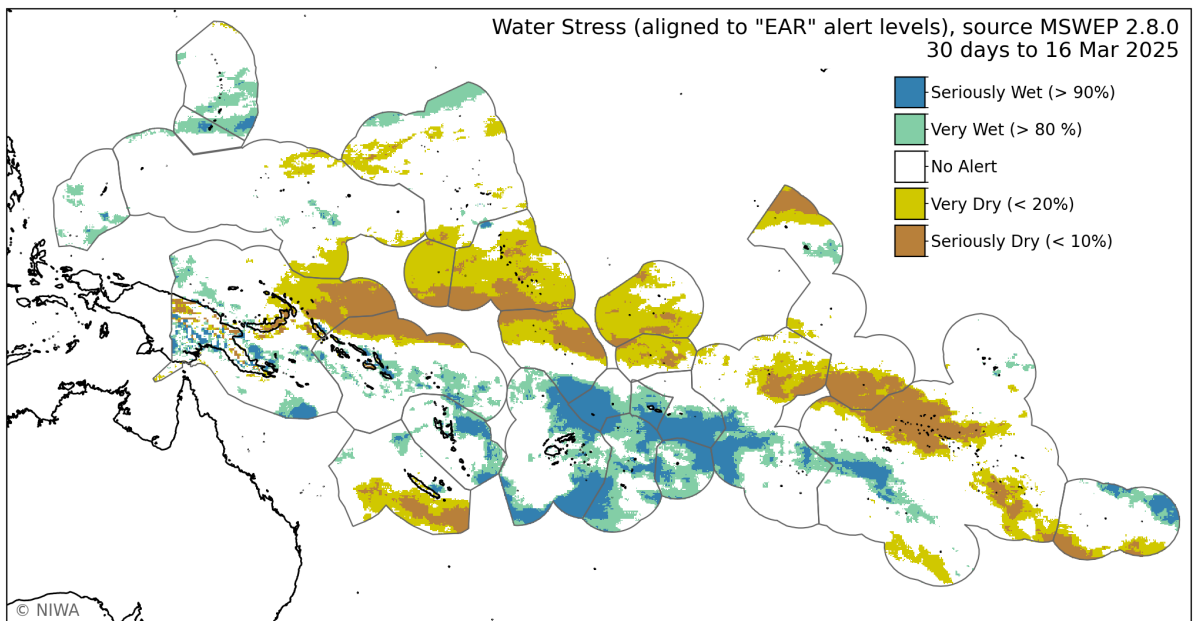 Water Stress (aligned to "EAR" alert levels), source MSWEP 2.8.0
30 days to 16 Mar 2025
Seriously Wet (> 90%)
Very Wet (> 80 %)
No Alert
Very Dry (< 20%)
Seriously Dry (< 10%)
© NIWA